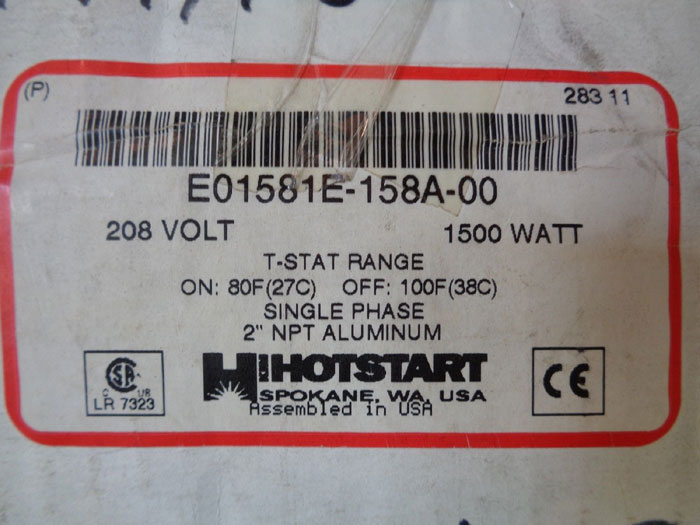 (P)
283 11
E01581E-158A-00
208 VOLT
1500 WATT
T-STAT RANGE
ON: 80F(27C) OFF: 100F(38C)
SINGLE PHASE
2" NPT ALUMINUM
HOTSTART
SPOKANE, WA, USA
Assembled in USA
LR 7323
CE